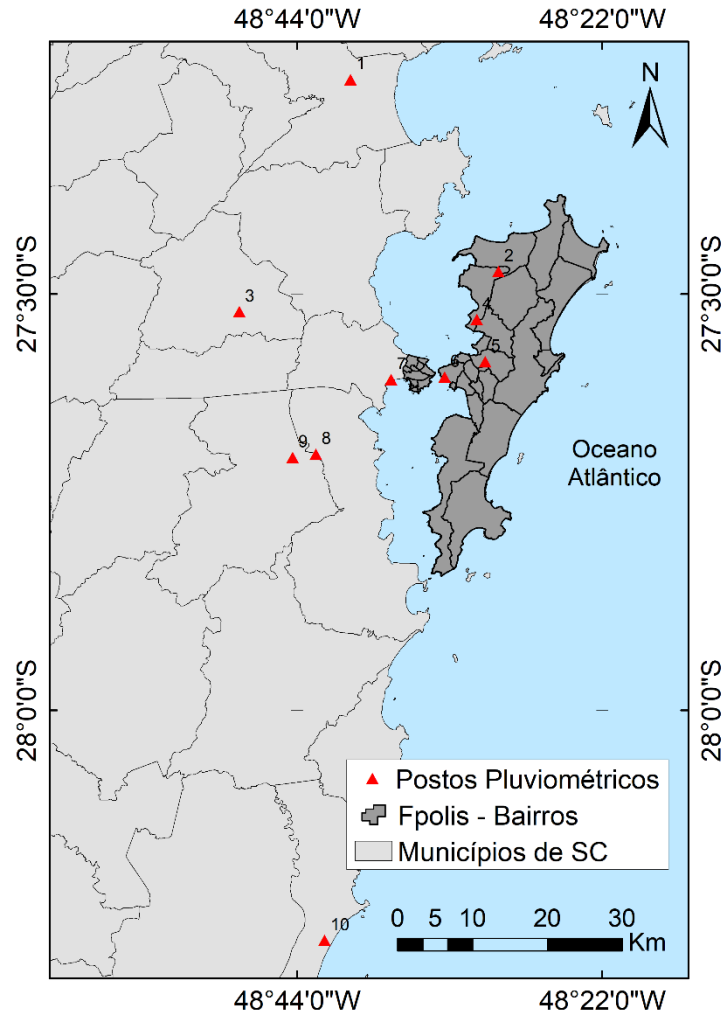 48°44'0"W 48°22'0"W
1
N
2
27°30'0"S 27°30'0"S
3
4
5
7 6
9 8
Oceano
Atlântico
28°0'0"S 28°0'0"S
Postos Pluviométricos
Fpolis - Bairros
Municípios de SC
10
0 5 10 20 30
Km
48°44'0"W 48°22'0"W